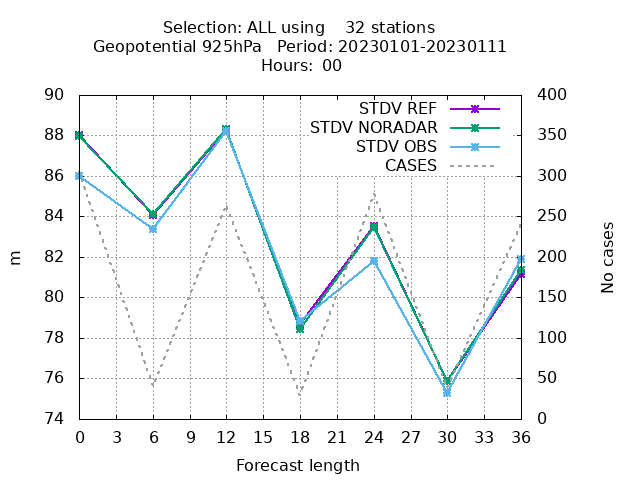 Selection: ALL using    32 stations
Geopotential 925hPa   Period: 20230101-20230111
Hours: 00
90 400
STDV REF
STDV NORADAR
STDV OBS
CASES
88 350
86 300
84 250
82 200
80 150
78 100
76 50
74 0
m
No cases
0 3 6 9 12 15 18 21 24 27 30 33 36
Forecast length